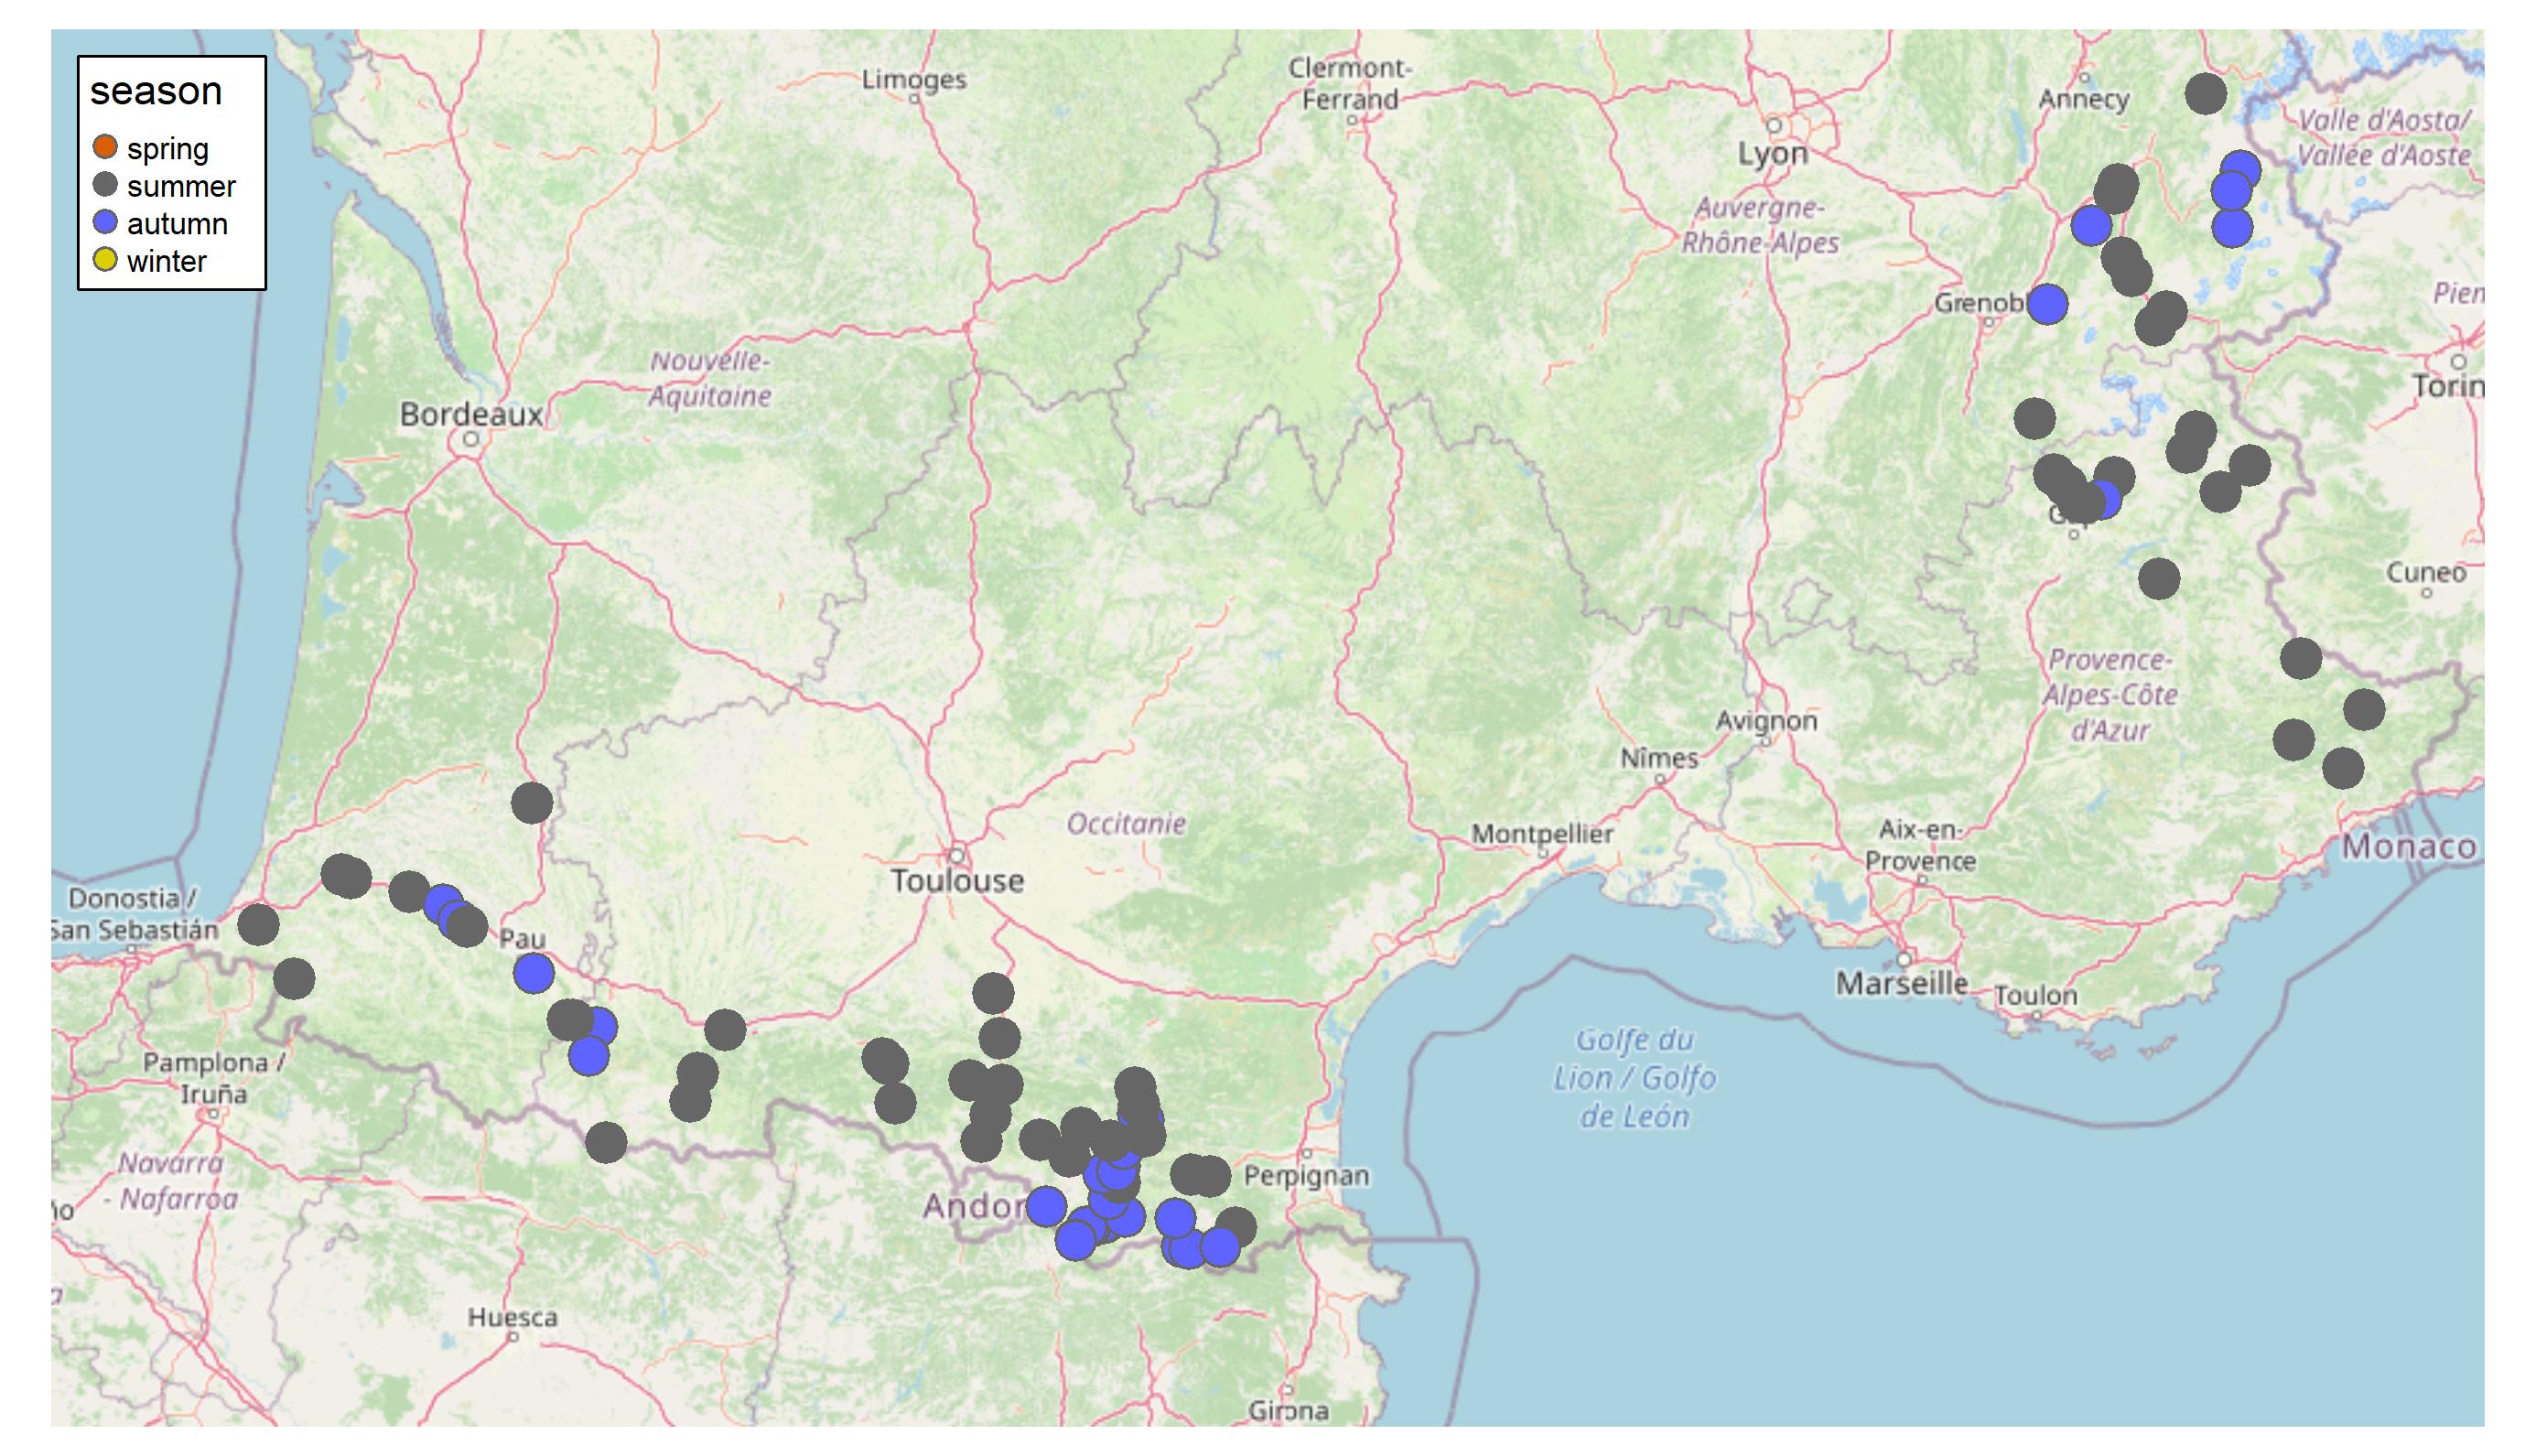 season
spring
summer
autumn
winter
Limoges
Clermont-
Ferrand
Annecy
Valle d'Aosta/
Vallée d'Aoste
Lyon
Auvergne-
Rhône-Alpes
Grenobl
Pien
Torin
Nouvelle-
Aquitaine
Bordeaux
Cuneo
Provence-
Alpes-Côte
d'Azur
Avignon
Nîmes
Occitanie
Montpellier
Aix-en-
Provence
Monaco
Toulouse
Donostia /
San Sebastián
Pau
Marseille
Toulon
Golfe du
Lion / Golfo
de León
Pamplona /
Iruña
Navarra
- Nafarroa
Perpignan
Andor
Huesca
Girona